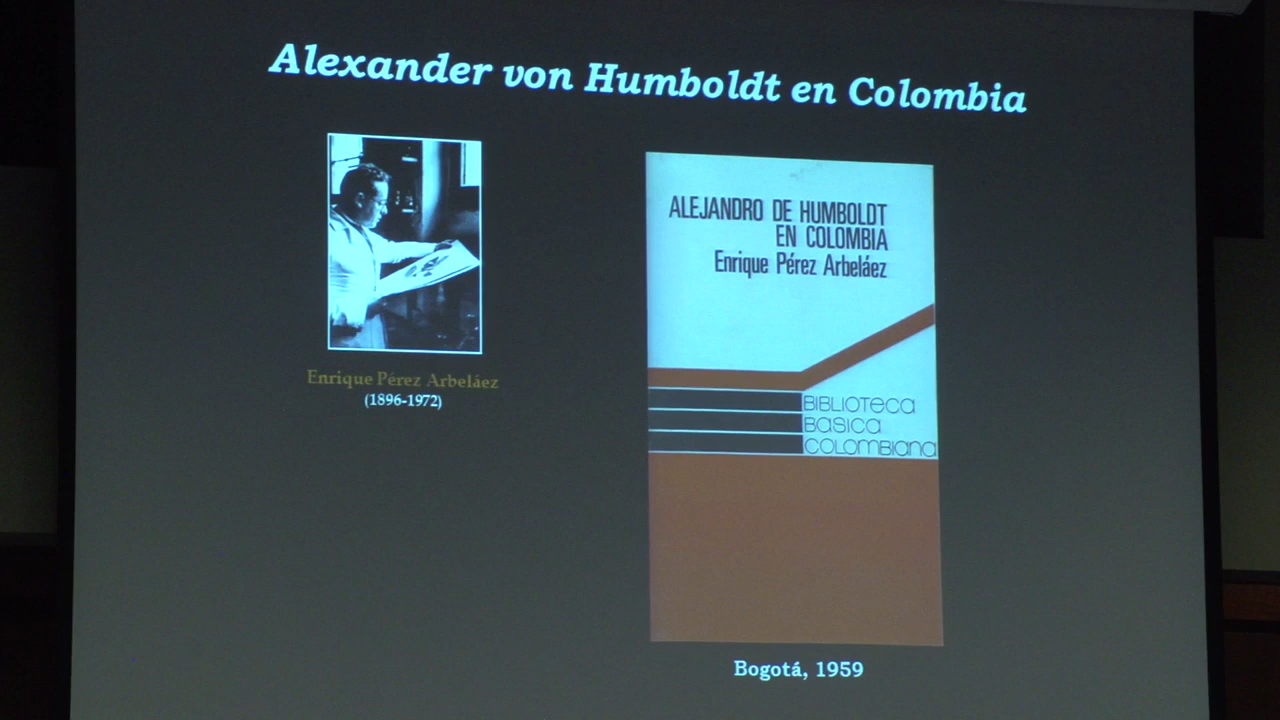 Alexander von Humboldt en Colombia
Enrique Pérez Arbeláez
(1896-1972)
ALEJANDRO DE HUMBOLDT
EN COLOMBIA
Enrique Pérez Arbeláez
BIBLIOTECA
BASICA
COLOMBIANA
Bogotá, 1959